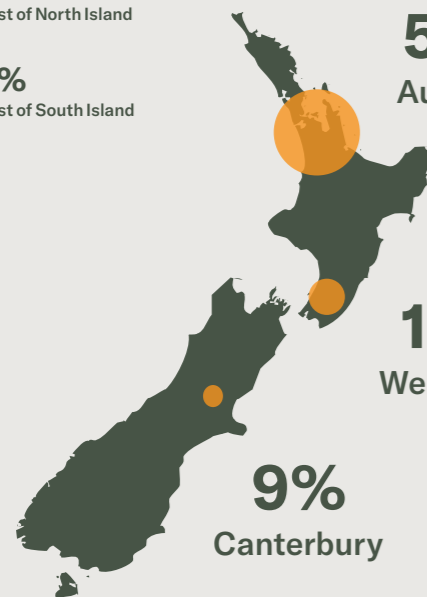 st of North Island
%
st of South Island
5
Au
1
We
9%
Canterbury